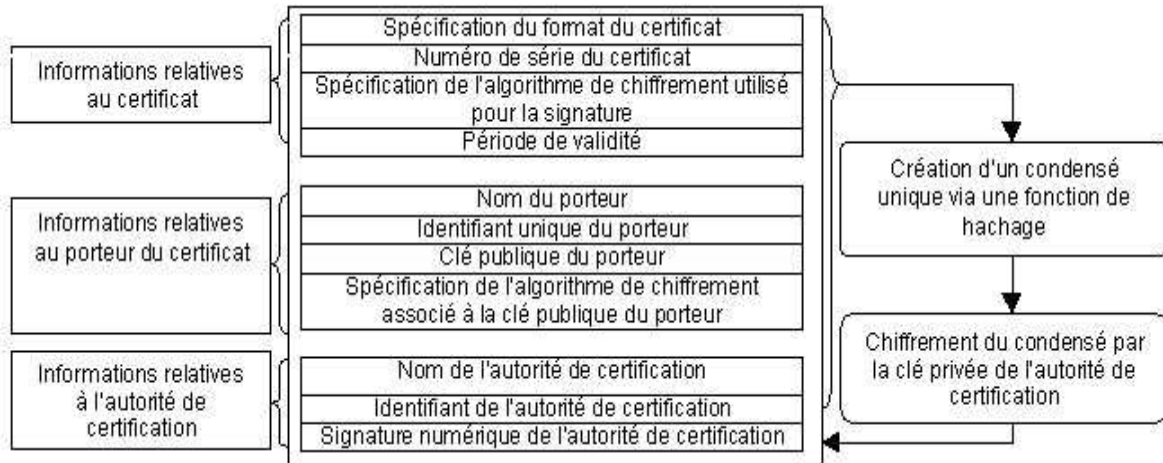 Informations relatives
au certificat
Spécification du format du certificat
Numéro de série du certificat
Spécification de l'algorithme de chiffrement utilisé
pour la signature
Période de validité
Informations relatives
au porteur du certificat
Nom du porteur
Identifiant unique du porteur
Clé publique du porteur
Spécification de l'algorithme de chiffrement
associé à la clé publique du porteur
Informations relatives
à l'autorité de
certification
Nom de l'autorité de certification
Identifiant de l'autorité de certification
Signature numérique de l'autorité de certification
Création d'un condensé
unique via une fonction de
hachage
Chiffrement du condensé par
la clé privée de l'autorité de
certification